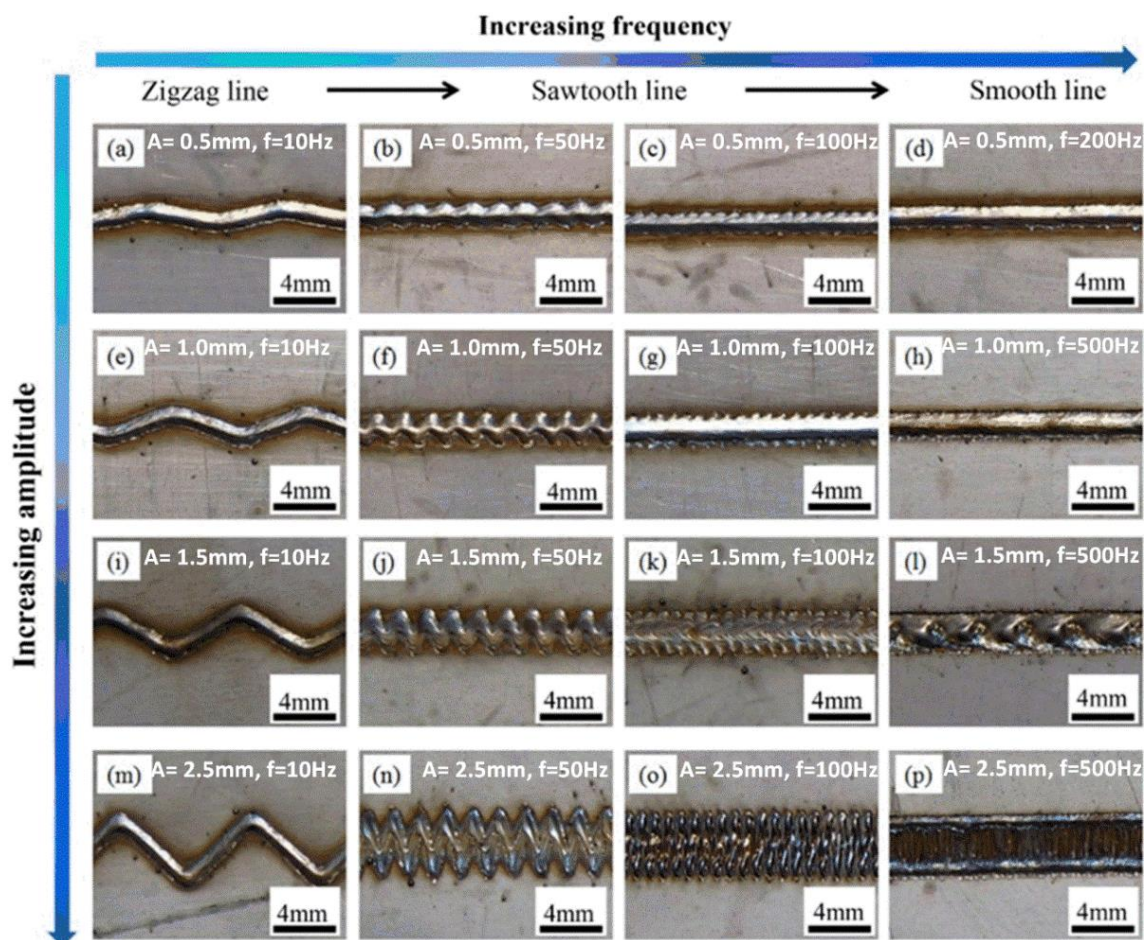 Increasing frequency
Zigzag line
Sawtooth line
Smooth line
Increasing amplitude
(a) A= 0.5mm, f=10Hz
4mm
(b) A= 0.5mm, f=50Hz
4mm
(c) A= 0.5mm, f=100Hz
4mm
(d) A= 0.5mm, f=200Hz
4mm
(e) A= 1.0mm, f=10Hz
4mm
(f) A= 1.0mm, f=50Hz
4mm
(g) A= 1.0mm, f=100Hz
4mm
(h) A= 1.0mm, f=500Hz
4mm
(i) A= 1.5mm, f=10Hz
4mm
(j) A= 1.5mm, f=50Hz
4mm
(k) A= 1.5mm, f=100Hz
4mm
(l) A= 1.5mm, f=500Hz
4mm
(m) A= 2.5mm, f=10Hz
4mm
(n) A= 2.5mm, f=50Hz
4mm
(o) A= 2.5mm, f=100Hz
4mm
(p) A= 2.5mm, f=500Hz
4mm